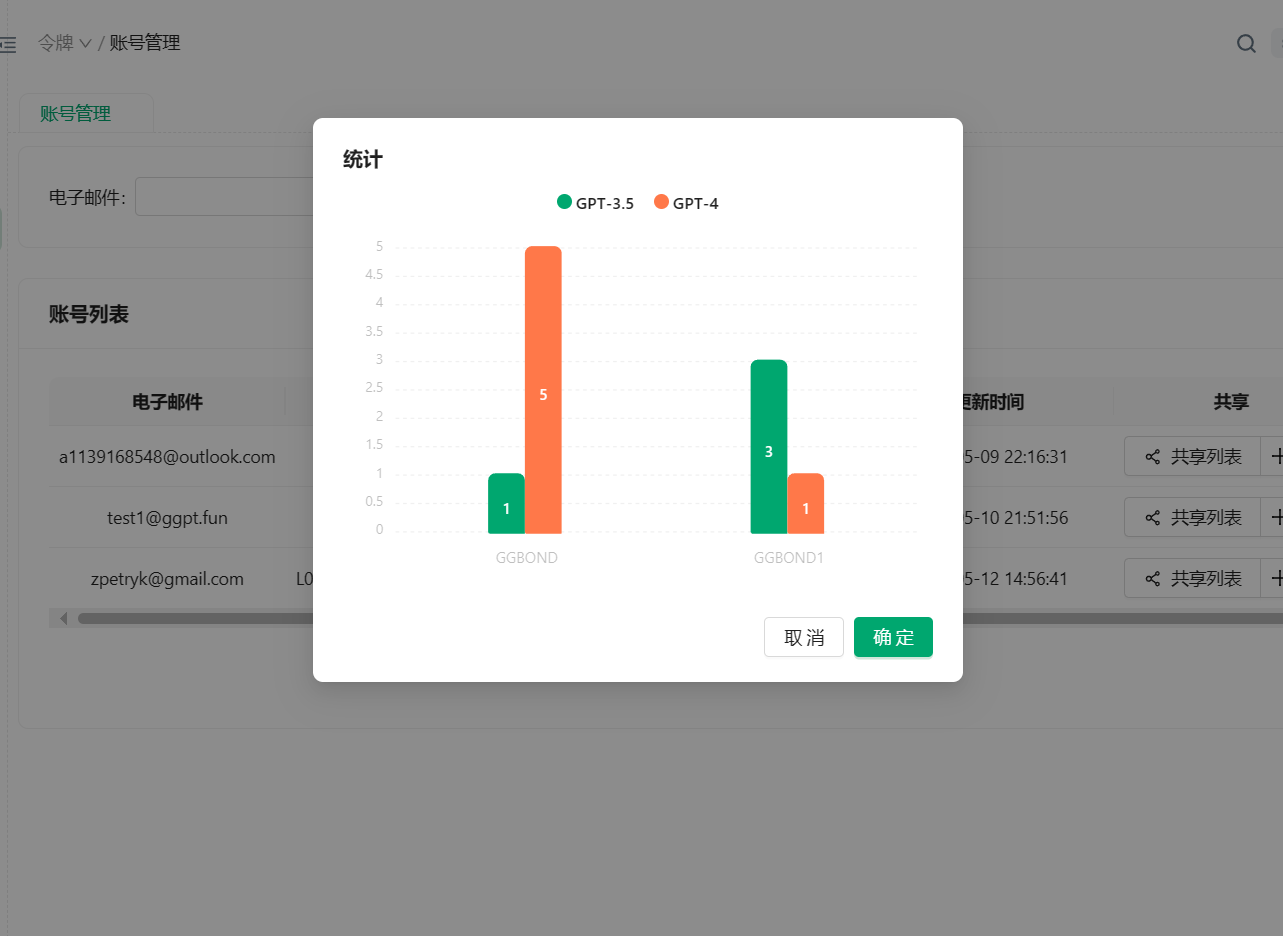 令牌 / 账号管理
账号管理
统计
电子邮件:
GPT-3.5 GPT-4
5
4.5
4
3.5
3
2.5
2
1.5
1
0.5
0
5
1
3
1
GGBOND GGBOND1
取消 确定
账号列表
电子邮件 更新时间 共享
a1139168548@outlook.com 05-09 22:16:31 共享列表
test1@ggpt.fun 05-10 21:51:56 共享列表
zpetryk@gmail.com L0 05-12 14:56:41 共享列表